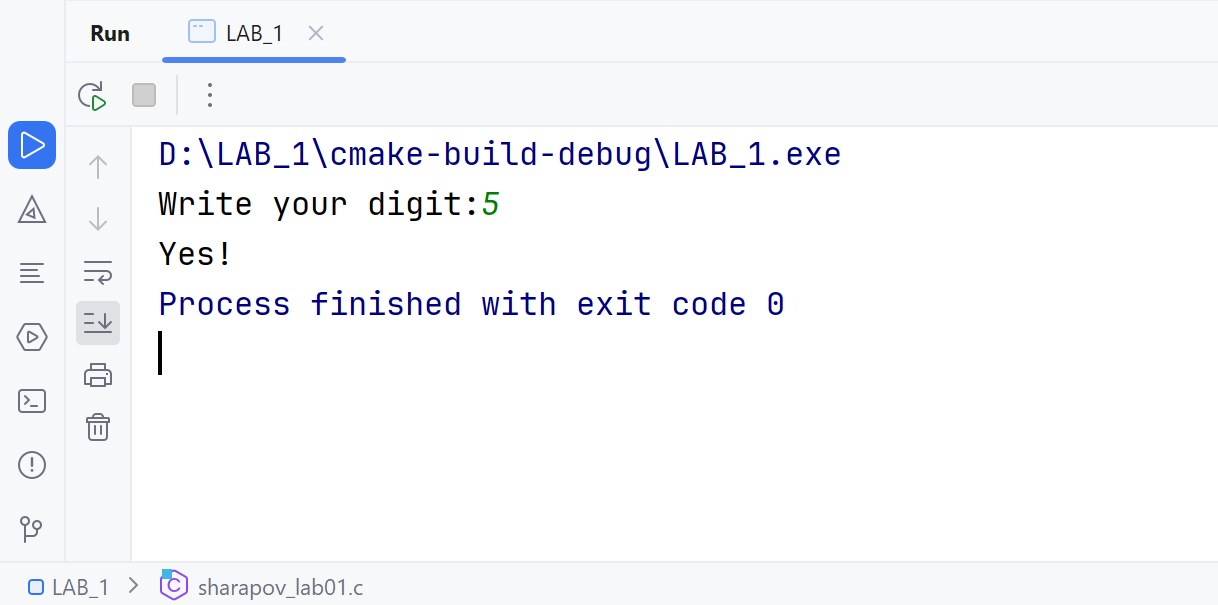 Run LAB_1
D:\LAB_1\cmake-build-debug\LAB_1.exe
Write your digit:5
Yes!
Process finished with exit code 0
LAB_1 > sharapov_lab01.c